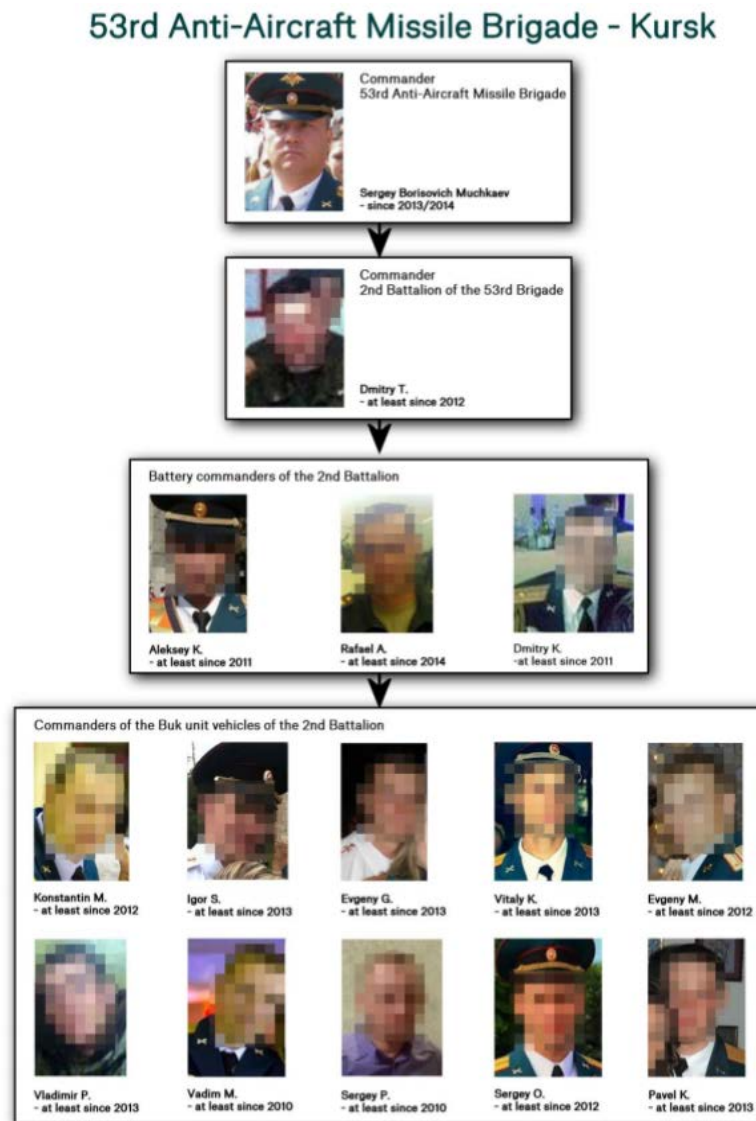 53rd Anti-Aircraft Missile Brigade - Kursk
Commander
53rd Anti-Aircraft Missile Brigade
Sergey Borisovich Muchkaev
- since 2013/2014
Commander
2nd Battalion of the 53rd Brigade
Dmitry T.
- at least since 2012
Battery commanders of the 2nd Battalion
Aleksey K.
- at least since 2011
Rafael A.
- at least since 2014
Dmitry K.
-at least since 2011
Commanders of the Buk unit vehicles of the 2nd Battalion
Konstantin M.
- at least since 2012
Igor S.
- at least since 2013
Evgeny G.
- at least since 2013
Vitaly K.
- at least since 2013
Evgeny M.
- at least since 2012
Vladimir P.
- at least since 2013
Vadim M.
- at least since 2010
Sergey P.
- at least since 2010
Sergey O.
- at least since 2012
Pavel K.
- at least since 2013